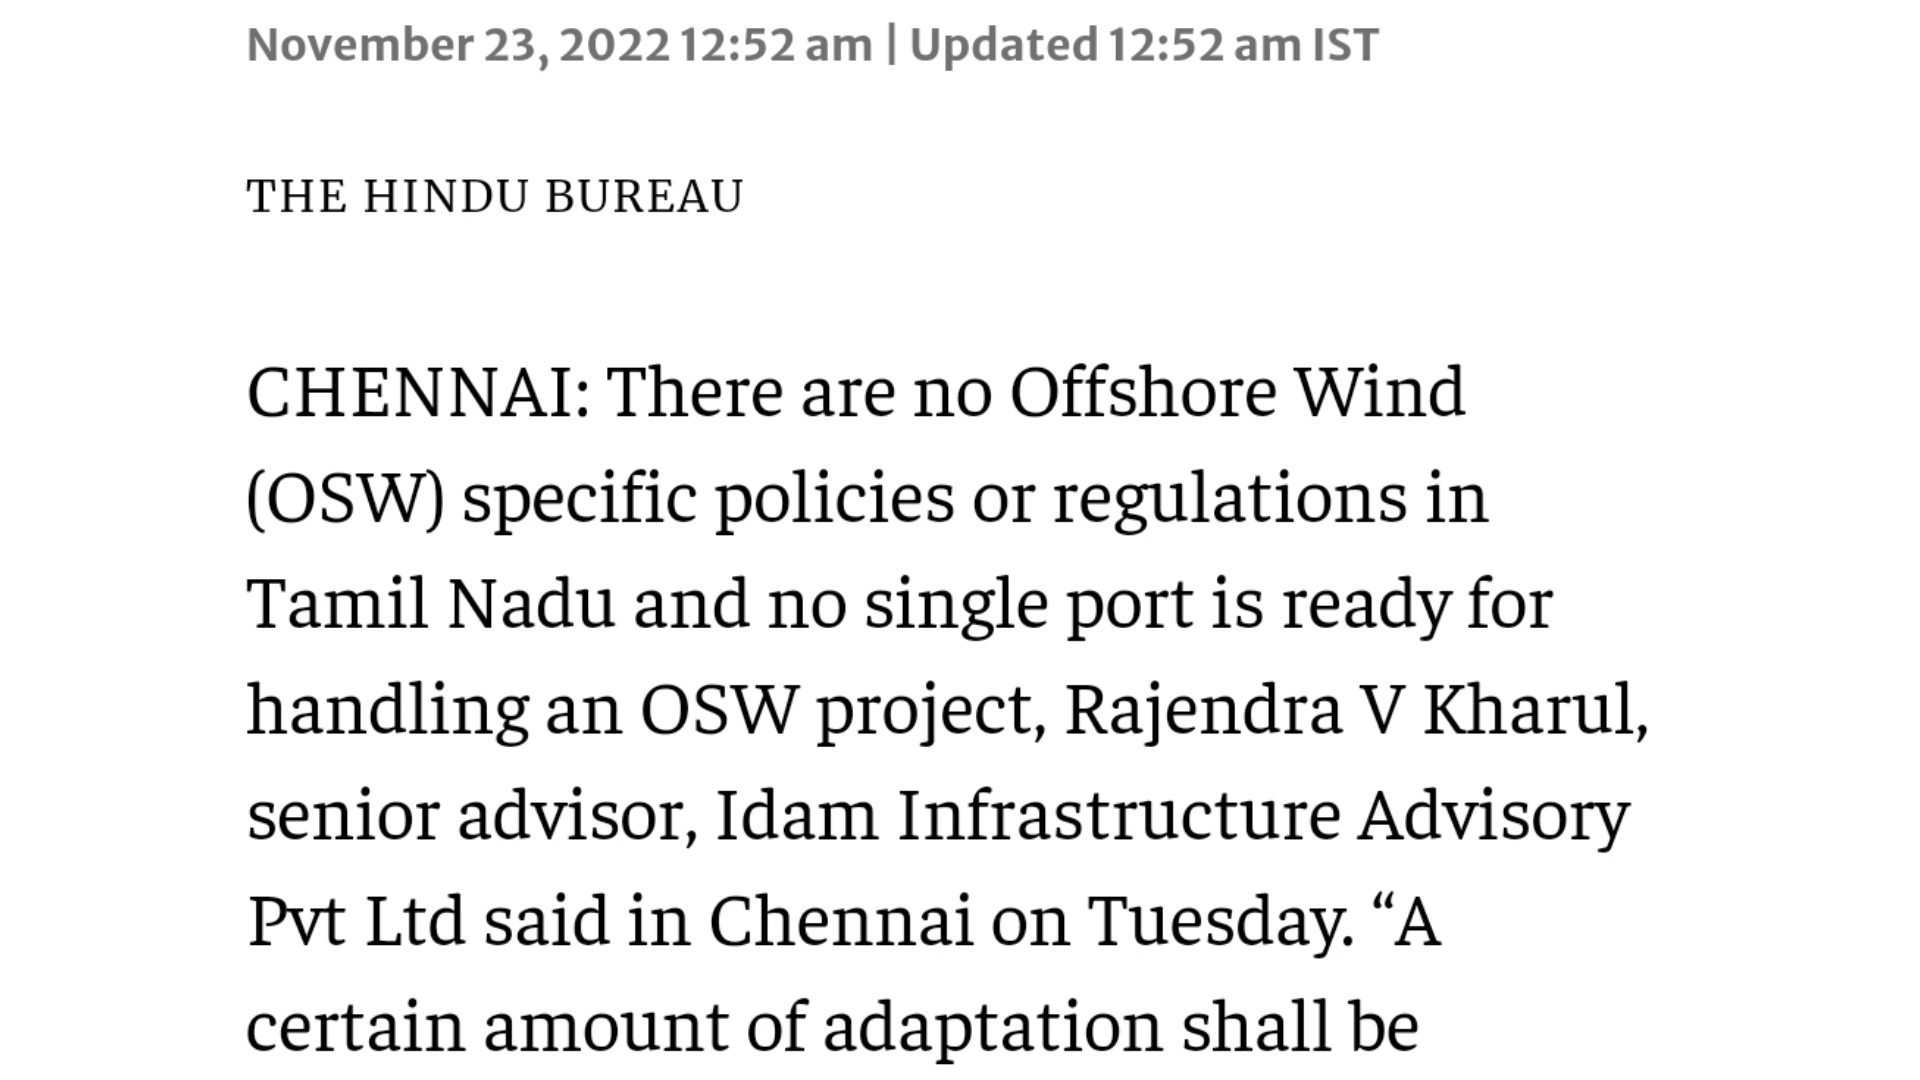 November 23, 2022 12:52 am | Updated 12:52 am IST
THE HINDU BUREAU
CHENNAI: There are no Offshore Wind
(OSW) specific policies or regulations in
Tamil Nadu and no single port is ready for
handling an OSW project, Rajendra V Kharul,
senior advisor, Idam Infrastructure Advisory
Pvt Ltd said in Chennai on Tuesday. “A
certain amount of adaptation shall be